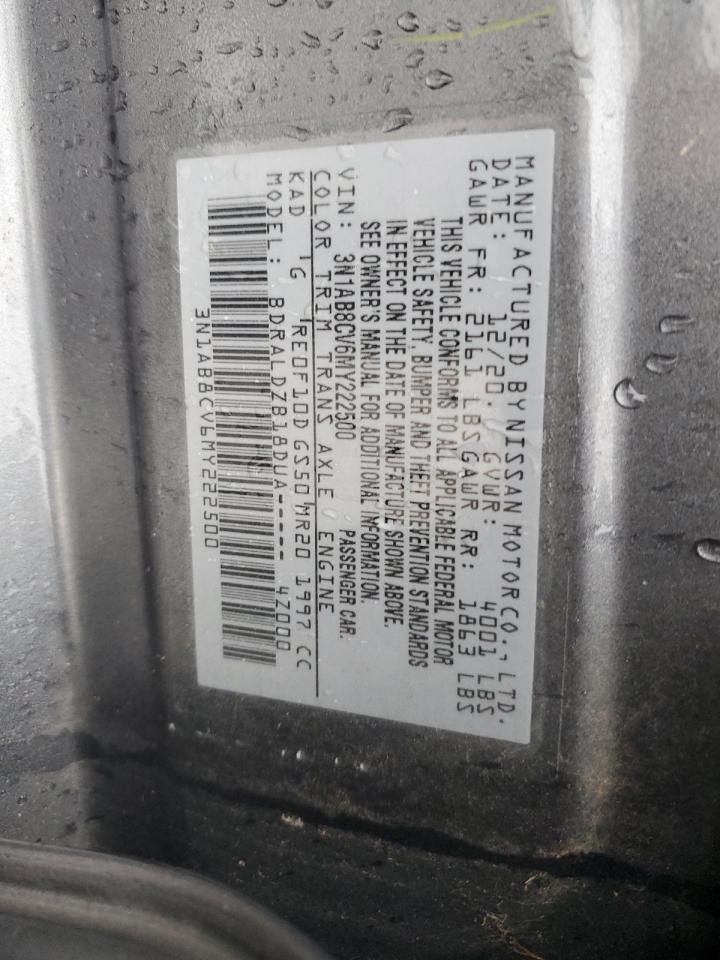 MANUFACTURED BY NISSAN MOTOR CO., LTD.
DATE: 12/20 GVWR: 4001 LBS
GAWR FR: 2161 LBS GAWR RR: 1863 LBS
THIS VEHICLE CONFORMS TO ALL APPLICABLE FEDERAL MOTOR
VEHICLE SAFETY, BUMPER AND THEFT PREVENTION STANDARDS
IN EFFECT ON THE DATE OF MANUFACTURE SHOWN ABOVE.
SEE OWNER'S MANUAL FOR ADDITIONAL INFORMATION.
VIN: 3N1AB8CV6MY222500 PASSENGER CAR.
COLOR TRIM TRANS AXLE ENGINE
KAD G RE0F10D GS50 MR20 1997 CC
MODEL: BDRALDZB18DUA----- 4Z000
3N1AB8CV6MY222500